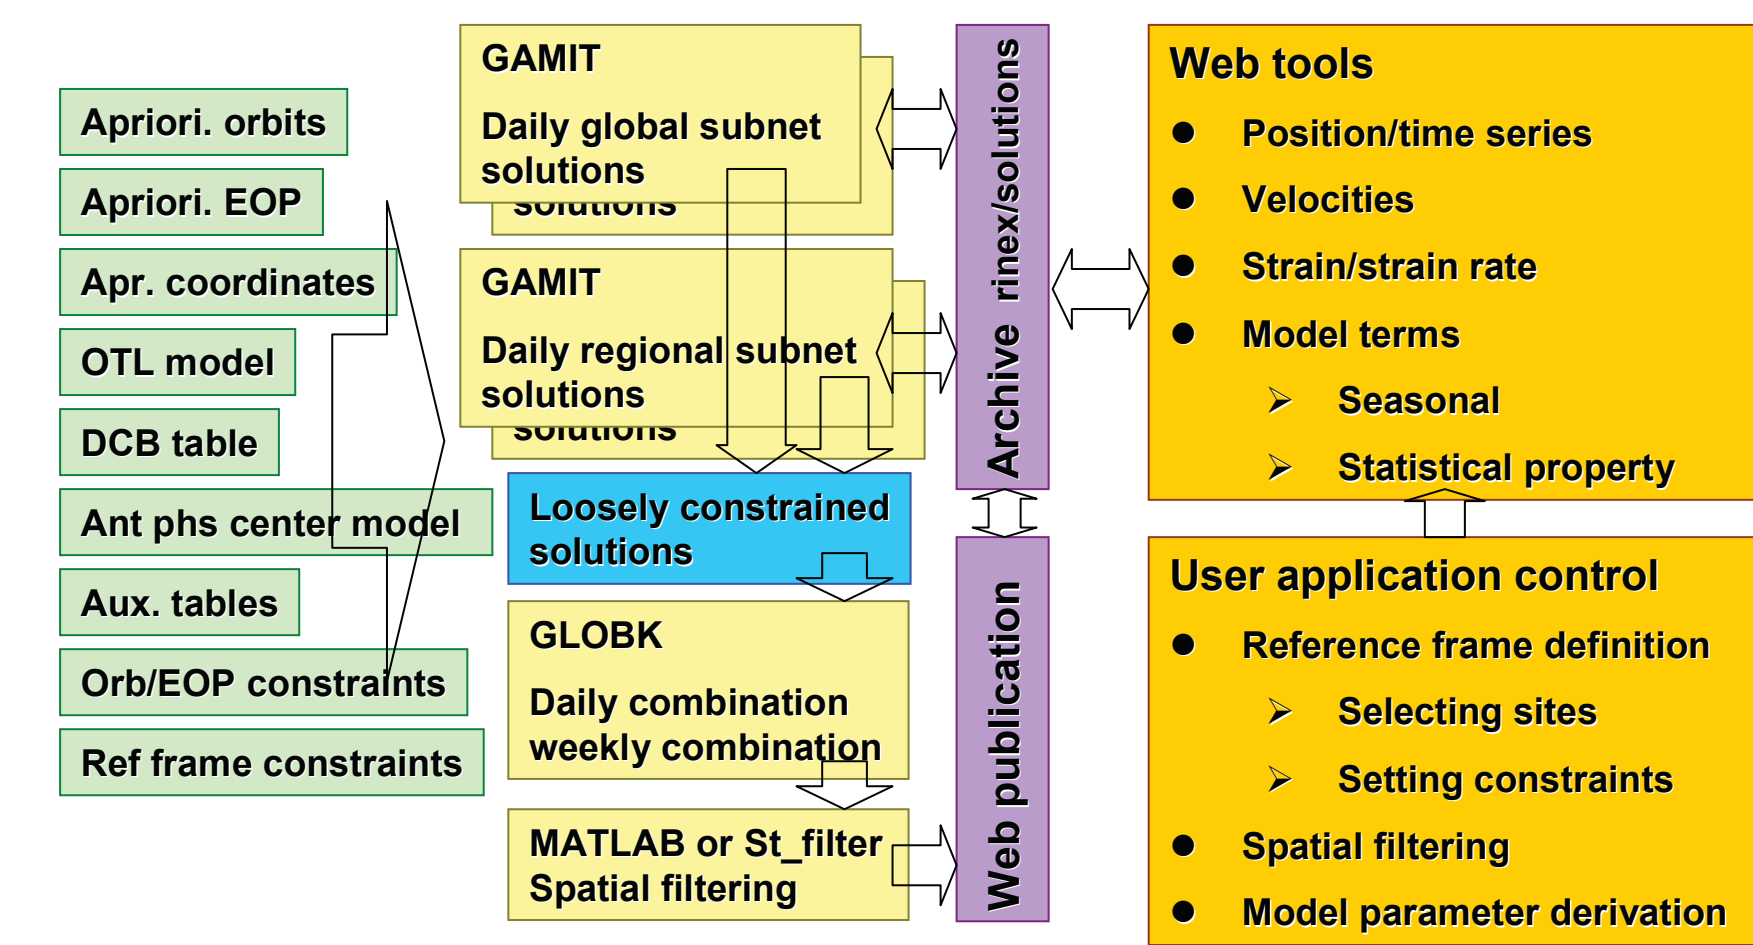 Apriori. orbits
Apriori. EOP
Apr. coordinates
OTL model
DCB table
Ant phs center model
Aux. tables
Orb/EOP constraints
Ref frame constraints
GAMIT
Daily global subnet
solutions
solutions
GAMIT
Daily regional subnet
solutions
solutions
Loosely constrained
solutions
GLOBK
Daily combination
weekly combination
MATLAB or St_filter
Spatial filtering
Archive rinex/solutions
Web publication
Web tools
● Position/time series
● Velocities
● Strain/strain rate
● Model terms
➢ Seasonal
➢ Statistical property
User application control
● Reference frame definition
➢ Selecting sites
➢ Setting constraints
● Spatial filtering
● Model parameter derivation